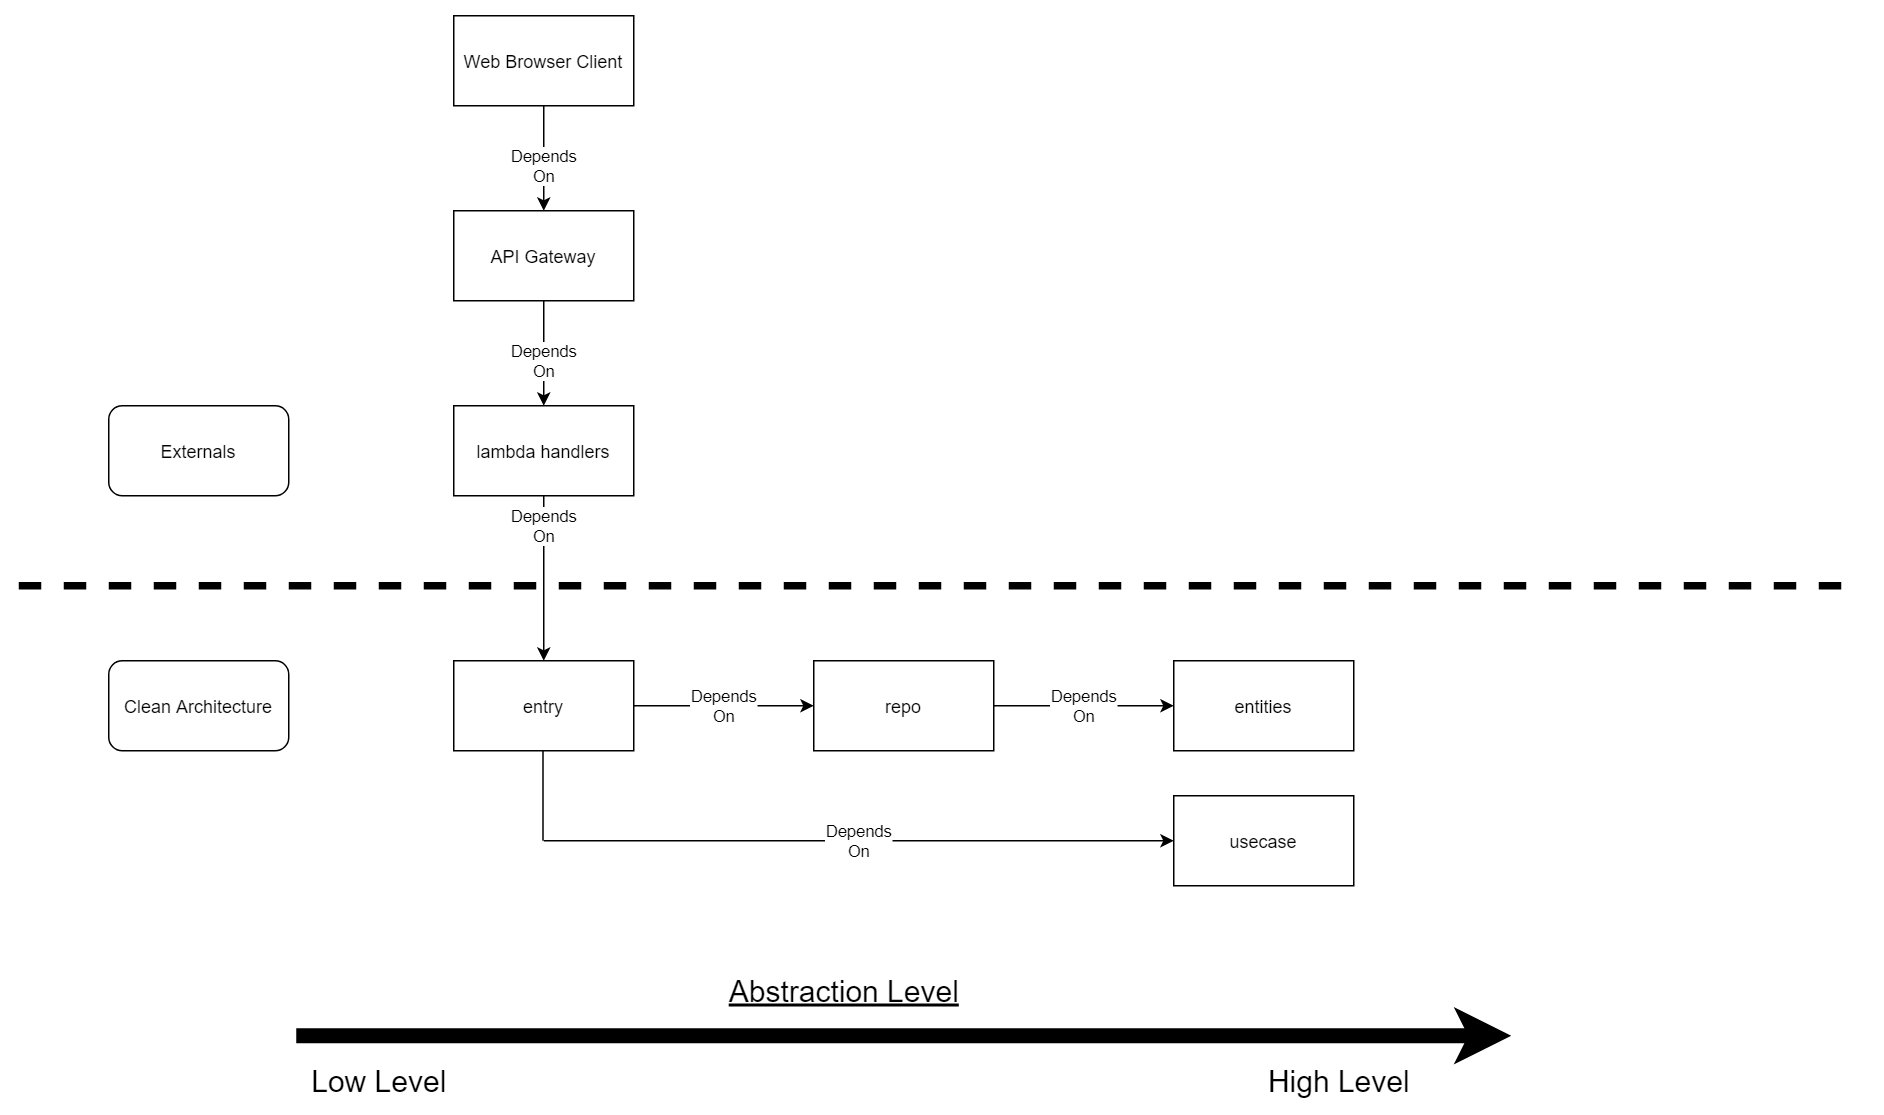 Web Browser Client
Depends
On
API Gateway
Depends
On
Externals
lambda handlers
Depends
On
Clean Architecture
entry
Depends
On
repo
Depends
On
entities
Depends
On
usecase
Abstraction Level
Low Level
High Level